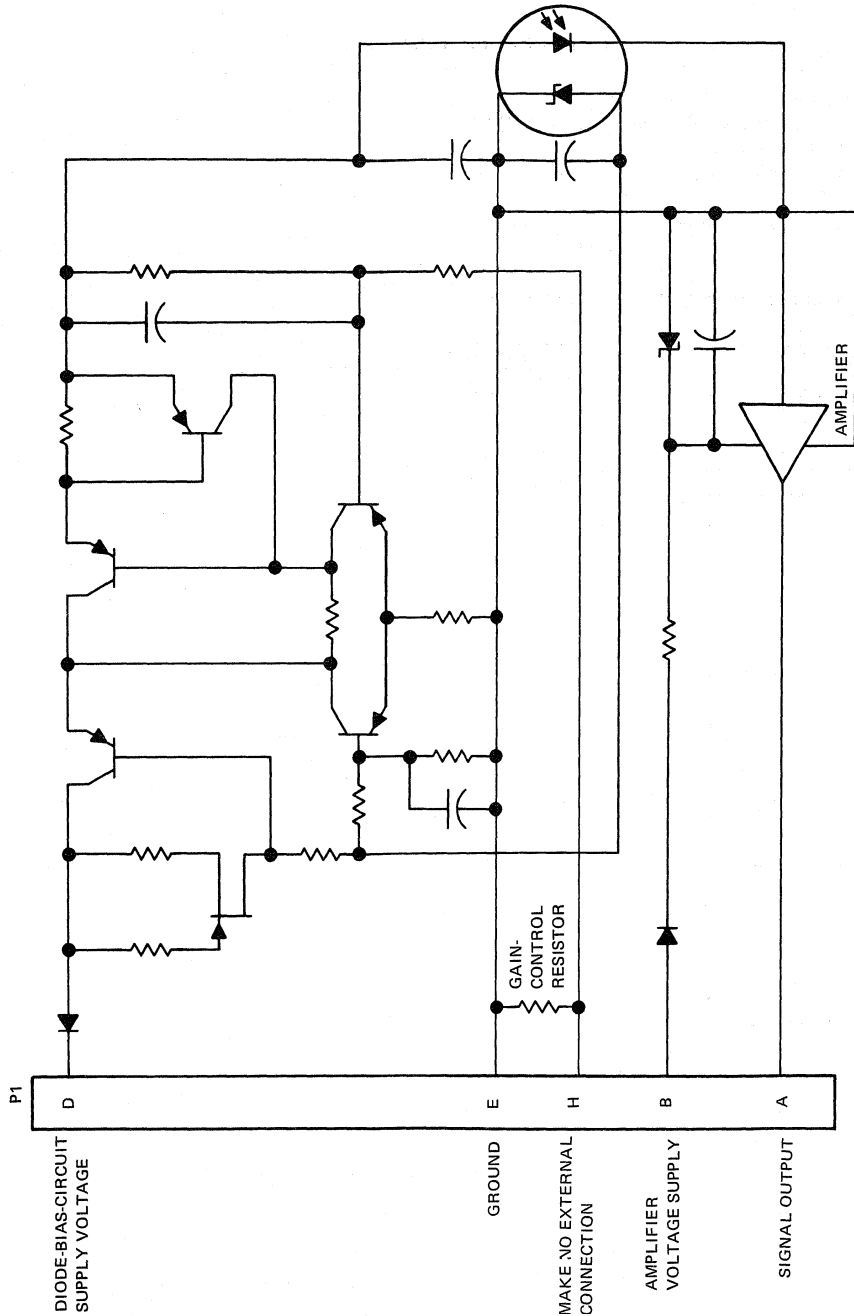 P1
D
E
H
B
A
DIODE-BIAS-CIRCUIT
SUPPLY VOLTAGE
GROUND
MAKE NO EXTERNAL
CONNECTION
AMPLIFIER
VOLTAGE SUPPLY
SIGNAL OUTPUT
GAIN-
CONTROL
RESISTOR
AMPLIFIER